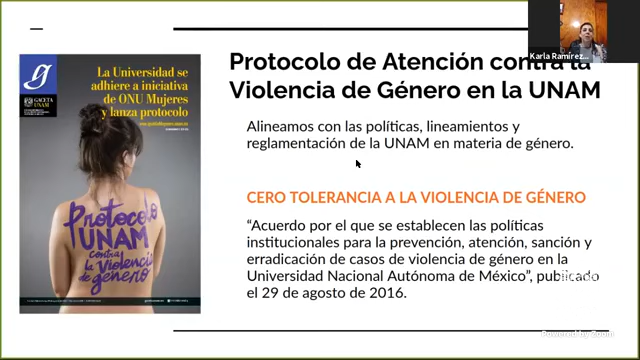 Karla Ramírez...
Protocolo de Atención contra la
Violencia de Género en la UNAM
La Universidad se
adhiere a iniciativa
de ONU Mujeres
y lanza protocolo
g
GACETA
UNAM
Protocolo
UNAM
contra
la violencia
de género
Alineamos con las políticas, lineamientos y
reglamentación de la UNAM en materia de género.
CERO TOLERANCIA A LA VIOLENCIA DE GÉNERO
“Acuerdo por el que se establecen las políticas
institucionales para la prevención, atención, sanción y
erradicación de casos de violencia de género en la
Universidad Nacional Autónoma de México”, publicado
el 29 de agosto de 2016.
Powered by Zoom